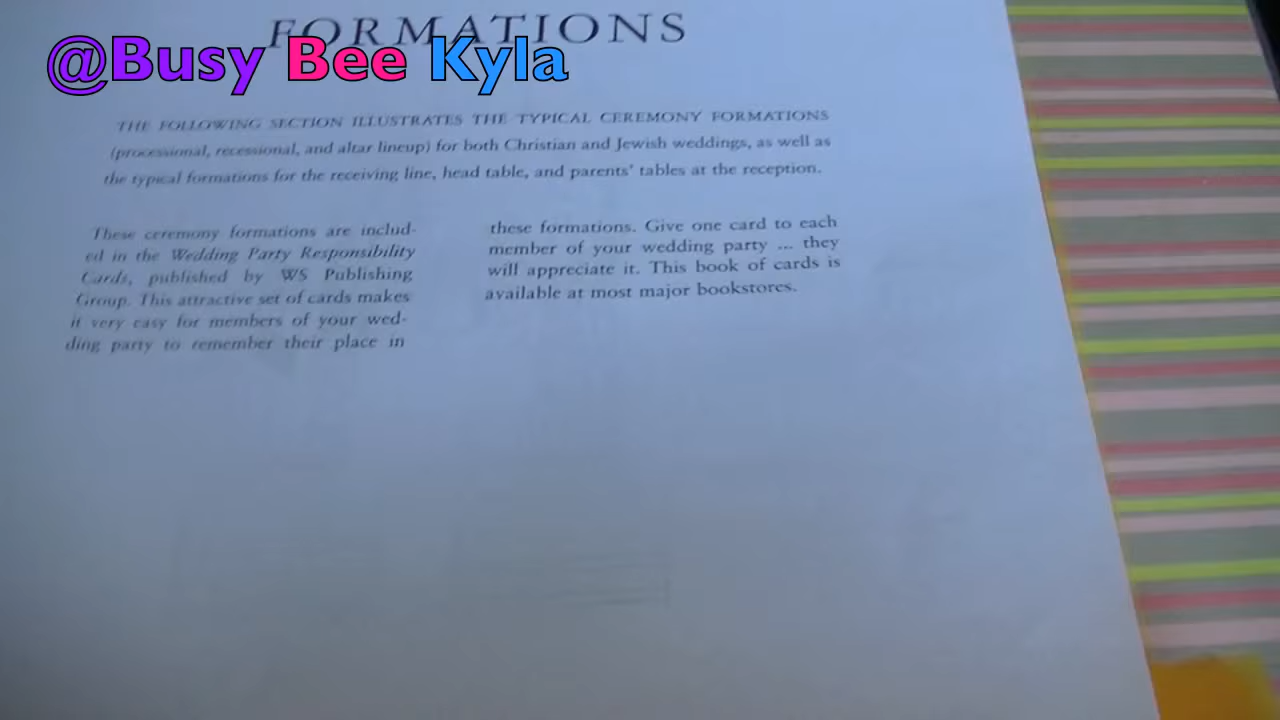 FORMATIONS
@Busy Bee Kyla
THE FOLLOWING SECTION ILLUSTRATES THE TYPICAL CEREMONY FORMATIONS
(processional, recessional, and altar lineup) for both Christian and Jewish weddings, as well as
the typical formations for the receiving line, head table, and parents' tables at the reception.
These ceremony formations are includ-
ed in the Wedding Party Responsibility
Cards, published by WS Publishing
Group. This attractive set of cards makes
it very easy for members of your wed-
ding party to remember their place in
these formations. Give one card to each
member of your wedding party ... they
will appreciate it. This book of cards is
available at most major bookstores.